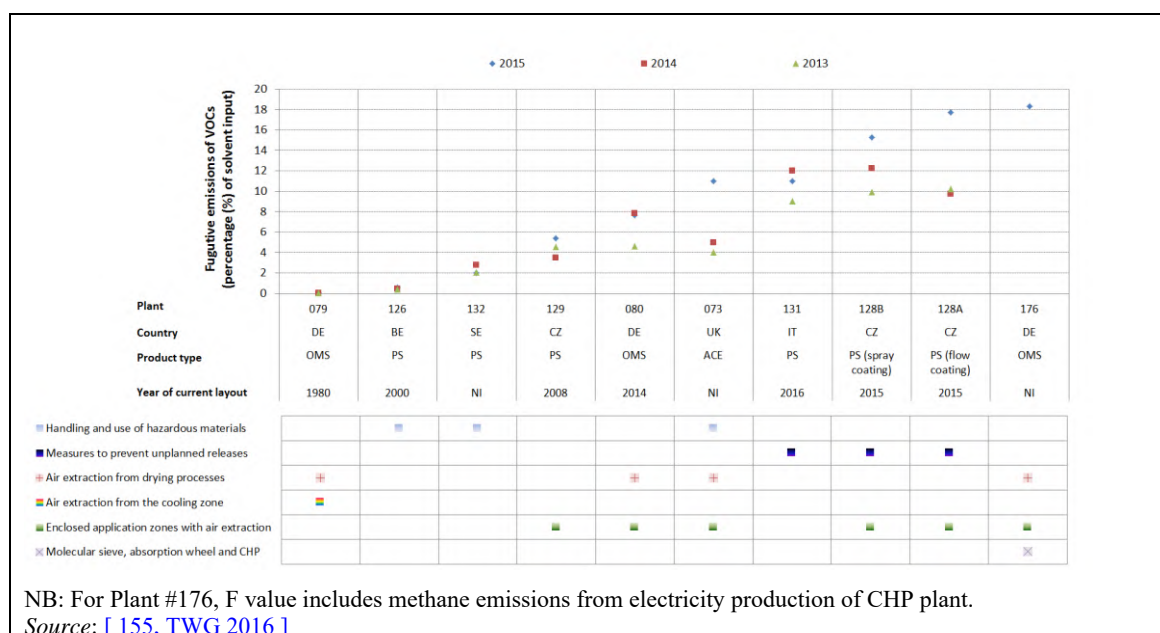 2015 2014 2013
Fugutive emissions of VOCs
(percentage (%) of solvent input)
20
18
16
14
12
10
8
6
4
2
0
Plant 079 126 132 129 080 073 131 128B 128A 176
Country DE BE SE CZ DE UK IT CZ CZ DE
Product type OMS PS PS PS OMS ACE PS PS (spray coating) PS (flow coating) OMS
Year of current layout 1980 2000 NI 2008 2014 NI 2016 2015 2015 NI
Handling and use of hazardous materials
Measures to prevent unplanned releases
Air extraction from drying processes
Air extraction from the cooling zone
Enclosed application zones with air extraction
Molecular sieve, absorption wheel and CHP
NB: For Plant #176, F value includes methane emissions from electricity production of CHP plant.
Source: [ 155, TWG 2016 ]